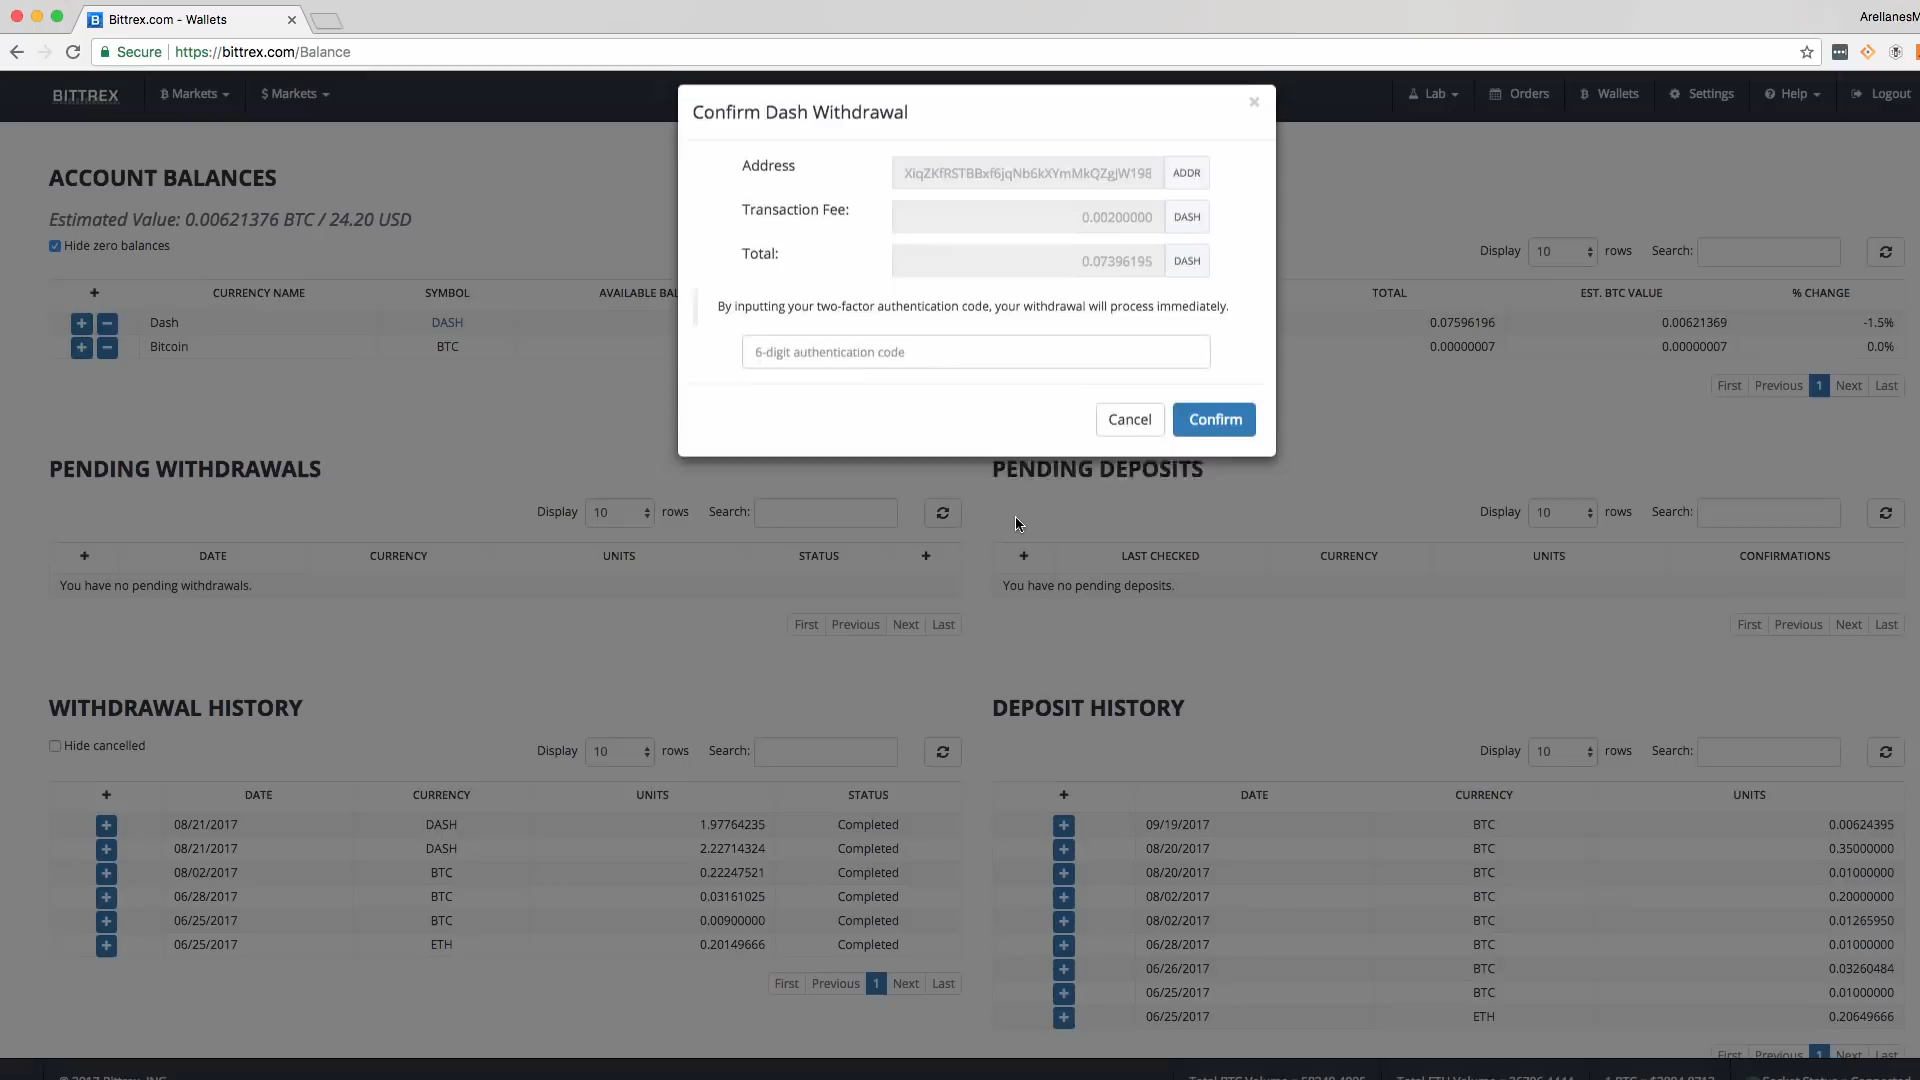 Bittrex.com - Wallets
ArellanesM
Secure | https://bittrex.com/Balance
BITTREX
Markets
$ Markets
Lab
Orders
Wallets
Settings
Help
Logout
Confirm Dash Withdrawal
Address XiqZKfRSTBBxf6jqNb6kXYmMkQZgjW198 ADDR
Transaction Fee: 0.00200000 DASH
Total: 0.07396195 DASH
By inputting your two-factor authentication code, your withdrawal will process immediately.
6-digit authentication code
Cancel Confirm
ACCOUNT BALANCES
Estimated Value: 0.00621376 BTC / 24.20 USD
Hide zero balances
Display 10 rows Search:
+ CURRENCY NAME SYMBOL AVAILABLE BAL TOTAL EST. BTC VALUE % CHANGE
Dash DASH 0.07596196 0.00621369 -1.5%
Bitcoin BTC 0.00000007 0.00000007 0.0%
First Previous 1 Next Last
PENDING WITHDRAWALS
Display 10 rows Search:
+ DATE CURRENCY UNITS STATUS +
You have no pending withdrawals.
First Previous Next Last
PENDING DEPOSITS
Display 10 rows Search:
+ LAST CHECKED CURRENCY UNITS CONFIRMATIONS
You have no pending deposits.
First Previous Next Last
WITHDRAWAL HISTORY
Hide cancelled
Display 10 rows Search:
+ DATE CURRENCY UNITS STATUS
+ 08/21/2017 DASH 1.97764235 Completed
+ 08/21/2017 DASH 2.22714324 Completed
+ 08/02/2017 BTC 0.22247521 Completed
+ 06/28/2017 BTC 0.03161025 Completed
+ 06/25/2017 BTC 0.00900000 Completed
+ 06/25/2017 ETH 0.20149666 Completed
First Previous 1 Next Last
DEPOSIT HISTORY
Display 10 rows Search:
+ DATE CURRENCY UNITS
+ 09/19/2017 BTC 0.00624395
+ 08/20/2017 BTC 0.35000000
+ 08/20/2017 BTC 0.01000000
+ 08/02/2017 BTC 0.20000000
+ 08/02/2017 BTC 0.01265950
+ 06/28/2017 BTC 0.01000000
+ 06/26/2017 BTC 0.03260484
+ 06/25/2017 BTC 0.01000000
+ 06/25/2017 ETH 0.20649666
First Previous 1 Next Last
© 2017 Bittrex, INC